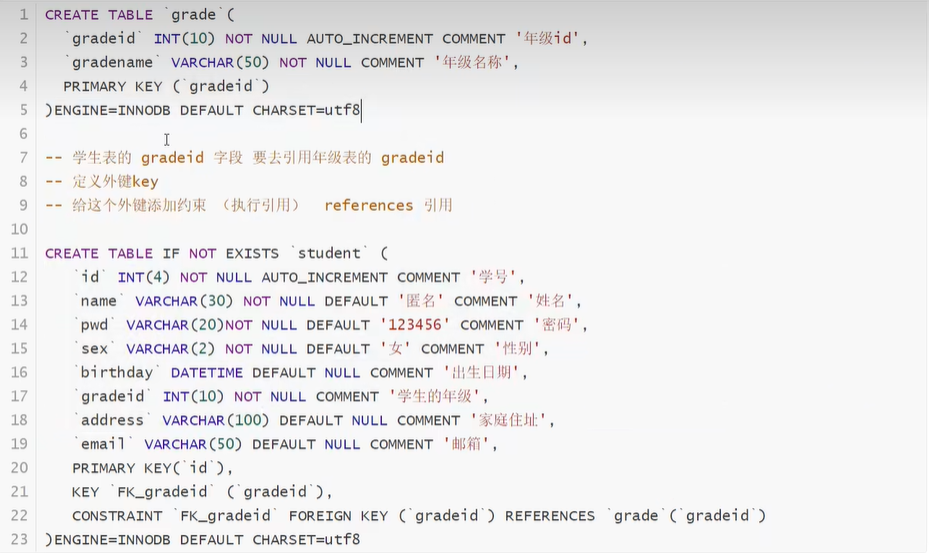 1 CREATE TABLE `grade`(
2 `gradeid` INT(10) NOT NULL AUTO_INCREMENT COMMENT '年级id',
3 `gradename` VARCHAR(50) NOT NULL COMMENT '年级名称',
4 PRIMARY KEY (`gradeid`)
5 )ENGINE=INNODB DEFAULT CHARSET=utf8
6
7 -- 学生表的 gradeid 字段 要去引用年级表的 gradeid
8 -- 定义外键key
9 -- 给这个外键添加约束 （执行引用） references 引用
10
11 CREATE TABLE IF NOT EXISTS `student` (
12 `id` INT(4) NOT NULL AUTO_INCREMENT COMMENT '学号',
13 `name` VARCHAR(30) NOT NULL DEFAULT '匿名' COMMENT '姓名',
14 `pwd` VARCHAR(20)NOT NULL DEFAULT '123456' COMMENT '密码',
15 `sex` VARCHAR(2) NOT NULL DEFAULT '女' COMMENT '性别',
16 `birthday` DATETIME DEFAULT NULL COMMENT '出生日期',
17 `gradeid` INT(10) NOT NULL COMMENT '学生的年级',
18 `address` VARCHAR(100) DEFAULT NULL COMMENT '家庭住址',
19 `email` VARCHAR(50) DEFAULT NULL COMMENT '邮箱',
20 PRIMARY KEY(`id`),
21 KEY `FK_gradeid` (`gradeid`),
22 CONSTRAINT `FK_gradeid` FOREIGN KEY (`gradeid`) REFERENCES `grade`(`gradeid`)
23 )ENGINE=INNODB DEFAULT CHARSET=utf8